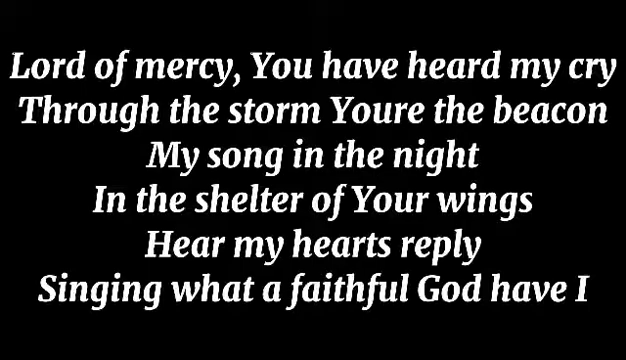 Lord of mercy, You have heard my cry
Through the storm Youre the beacon
My song in the night
In the shelter of Your wings
Hear my hearts reply
Singing what a faithful God have I